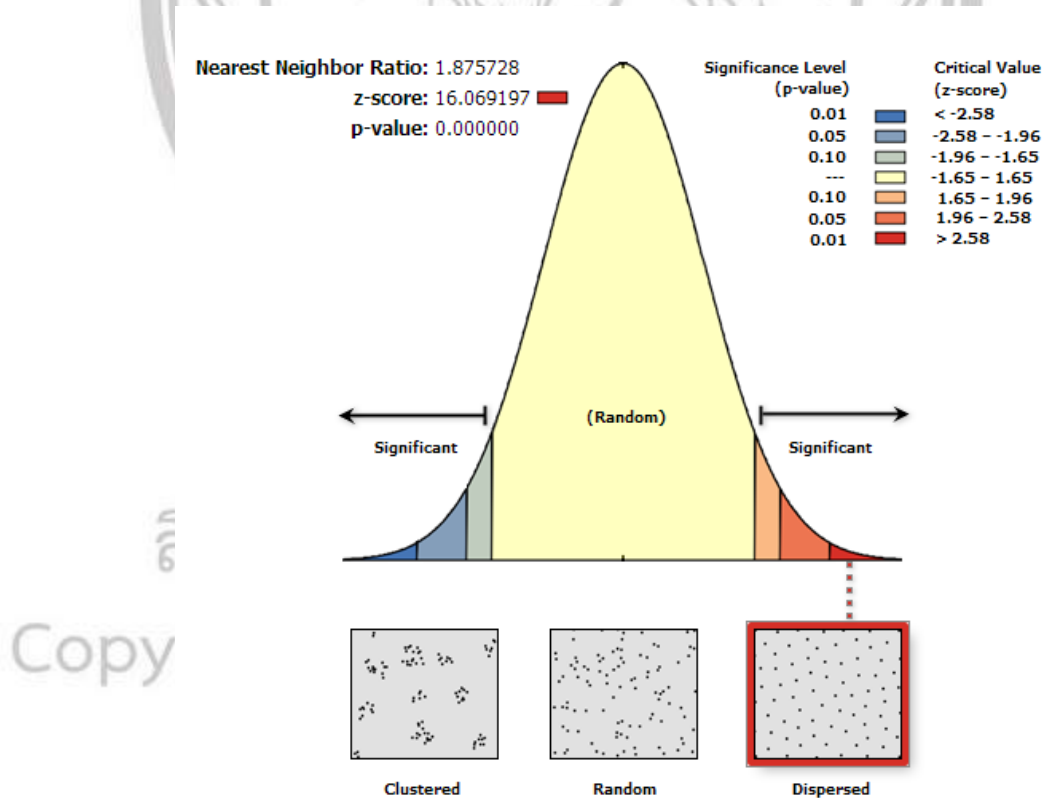 Nearest Neighbor Ratio: 1.875728
z-score: 16.069197
p-value: 0.000000
Significance Level
(p-value)
Critical Value
(z-score)
0.01 < -2.58
0.05 -2.58 – -1.96
0.10 -1.96 – -1.65
--- -1.65 – 1.65
0.10 1.65 – 1.96
0.05 1.96 – 2.58
0.01 > 2.58
(Random)
Significant
Significant
Copy
Clustered
Random
Dispersed